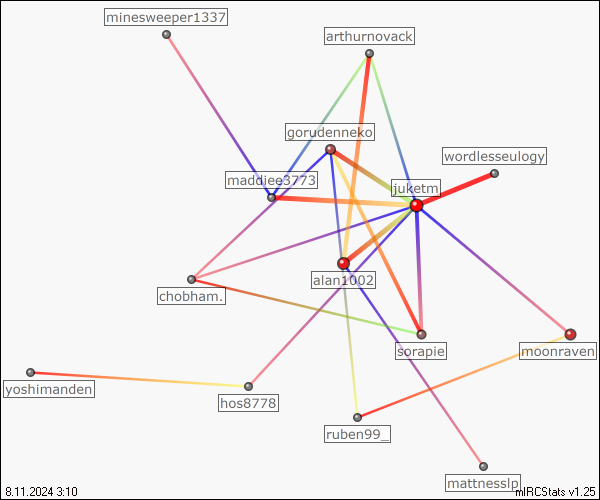 minesweeper1337
arthurnovack
gorudenneko
wordlesseulogy
maddiee3773
ljuketm
alan1002
chobham.
sorapie
moonraven
yoshimanden
hos8778
ruben99_
mattnesslp
8.11.2024 3:10
mIRCStats v1.25